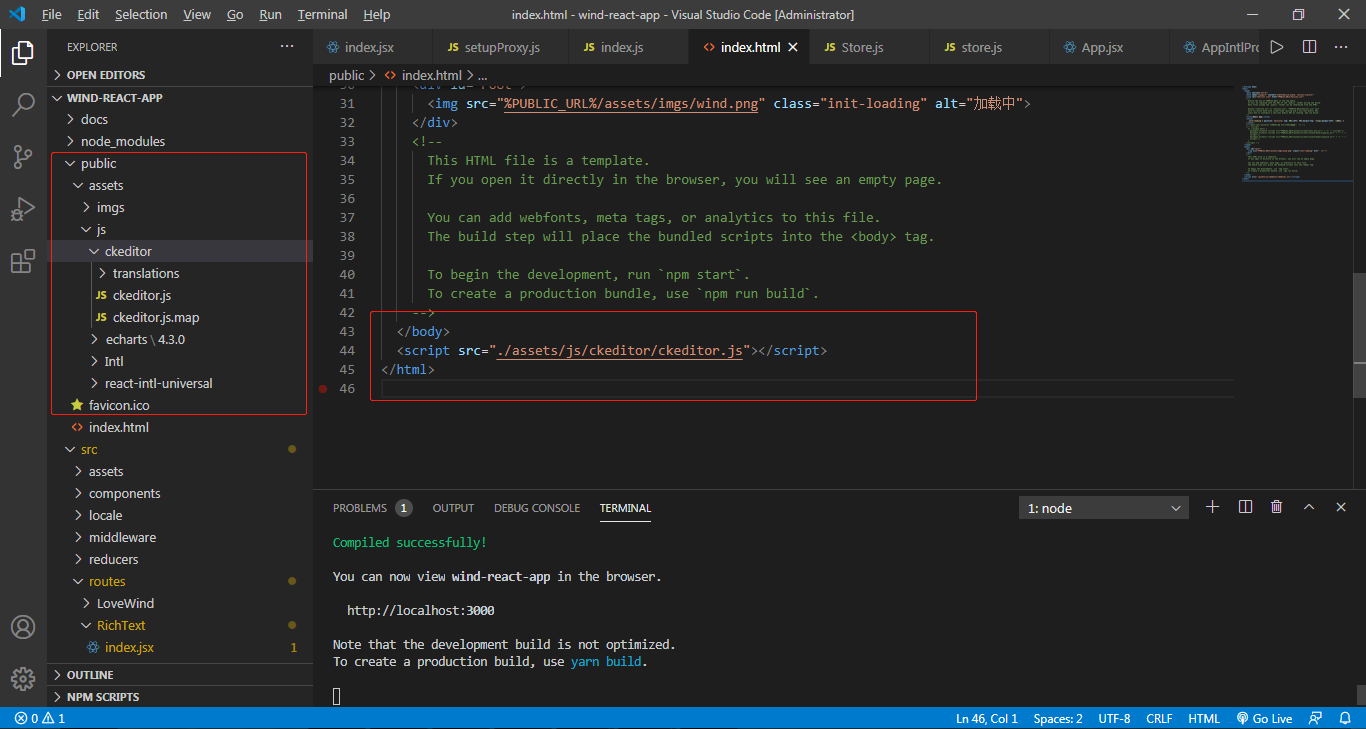 File Edit Selection View Go Run Terminal Help
index.html - wind-react-app - Visual Studio Code [Administrator]
EXPLORER
OPEN EDITORS
WIND-REACT-APP
docs
node_modules
public
assets
imgs
js
ckeditor
translations
JS ckeditor.js
JS ckeditor.js.map
echarts \ 4.3.0
Intl
react-intl-universal
favicon.ico
<> index.html
src
assets
components
locale
middleware
reducers
routes
LoveWind
RichText
index.jsx 1
OUTLINE
NPM SCRIPTS
index.jsx JS setupProxy.js JS index.js <> index.html JS Store.js JS store.js App.jsx AppIntlPro
public > <> index.html > ...
30 <div id="root">
31 <img src="%PUBLIC_URL%/assets/imgs/wind.png" class="init-loading" alt="加载中">
32 </div>
33 <!--
34 This HTML file is a template.
35 If you open it directly in the browser, you will see an empty page.
36
37 You can add webfonts, meta tags, or analytics to this file.
38 The build step will place the bundled scripts into the <body> tag.
39
40 To begin the development, run `npm start`.
41 To create a production bundle, use `npm run build`.
42 -->
43 </body>
44 <script src="./assets/js/ckeditor/ckeditor.js"></script>
45 </html>
46
PROBLEMS 1 OUTPUT DEBUG CONSOLE TERMINAL
1: node
Compiled successfully!
You can now view wind-react-app in the browser.
http://localhost:3000
Note that the development build is not optimized.
To create a production build, use yarn build.
0 1
Ln 46, Col 1 Spaces: 2 UTF-8 CRLF HTML Go Live